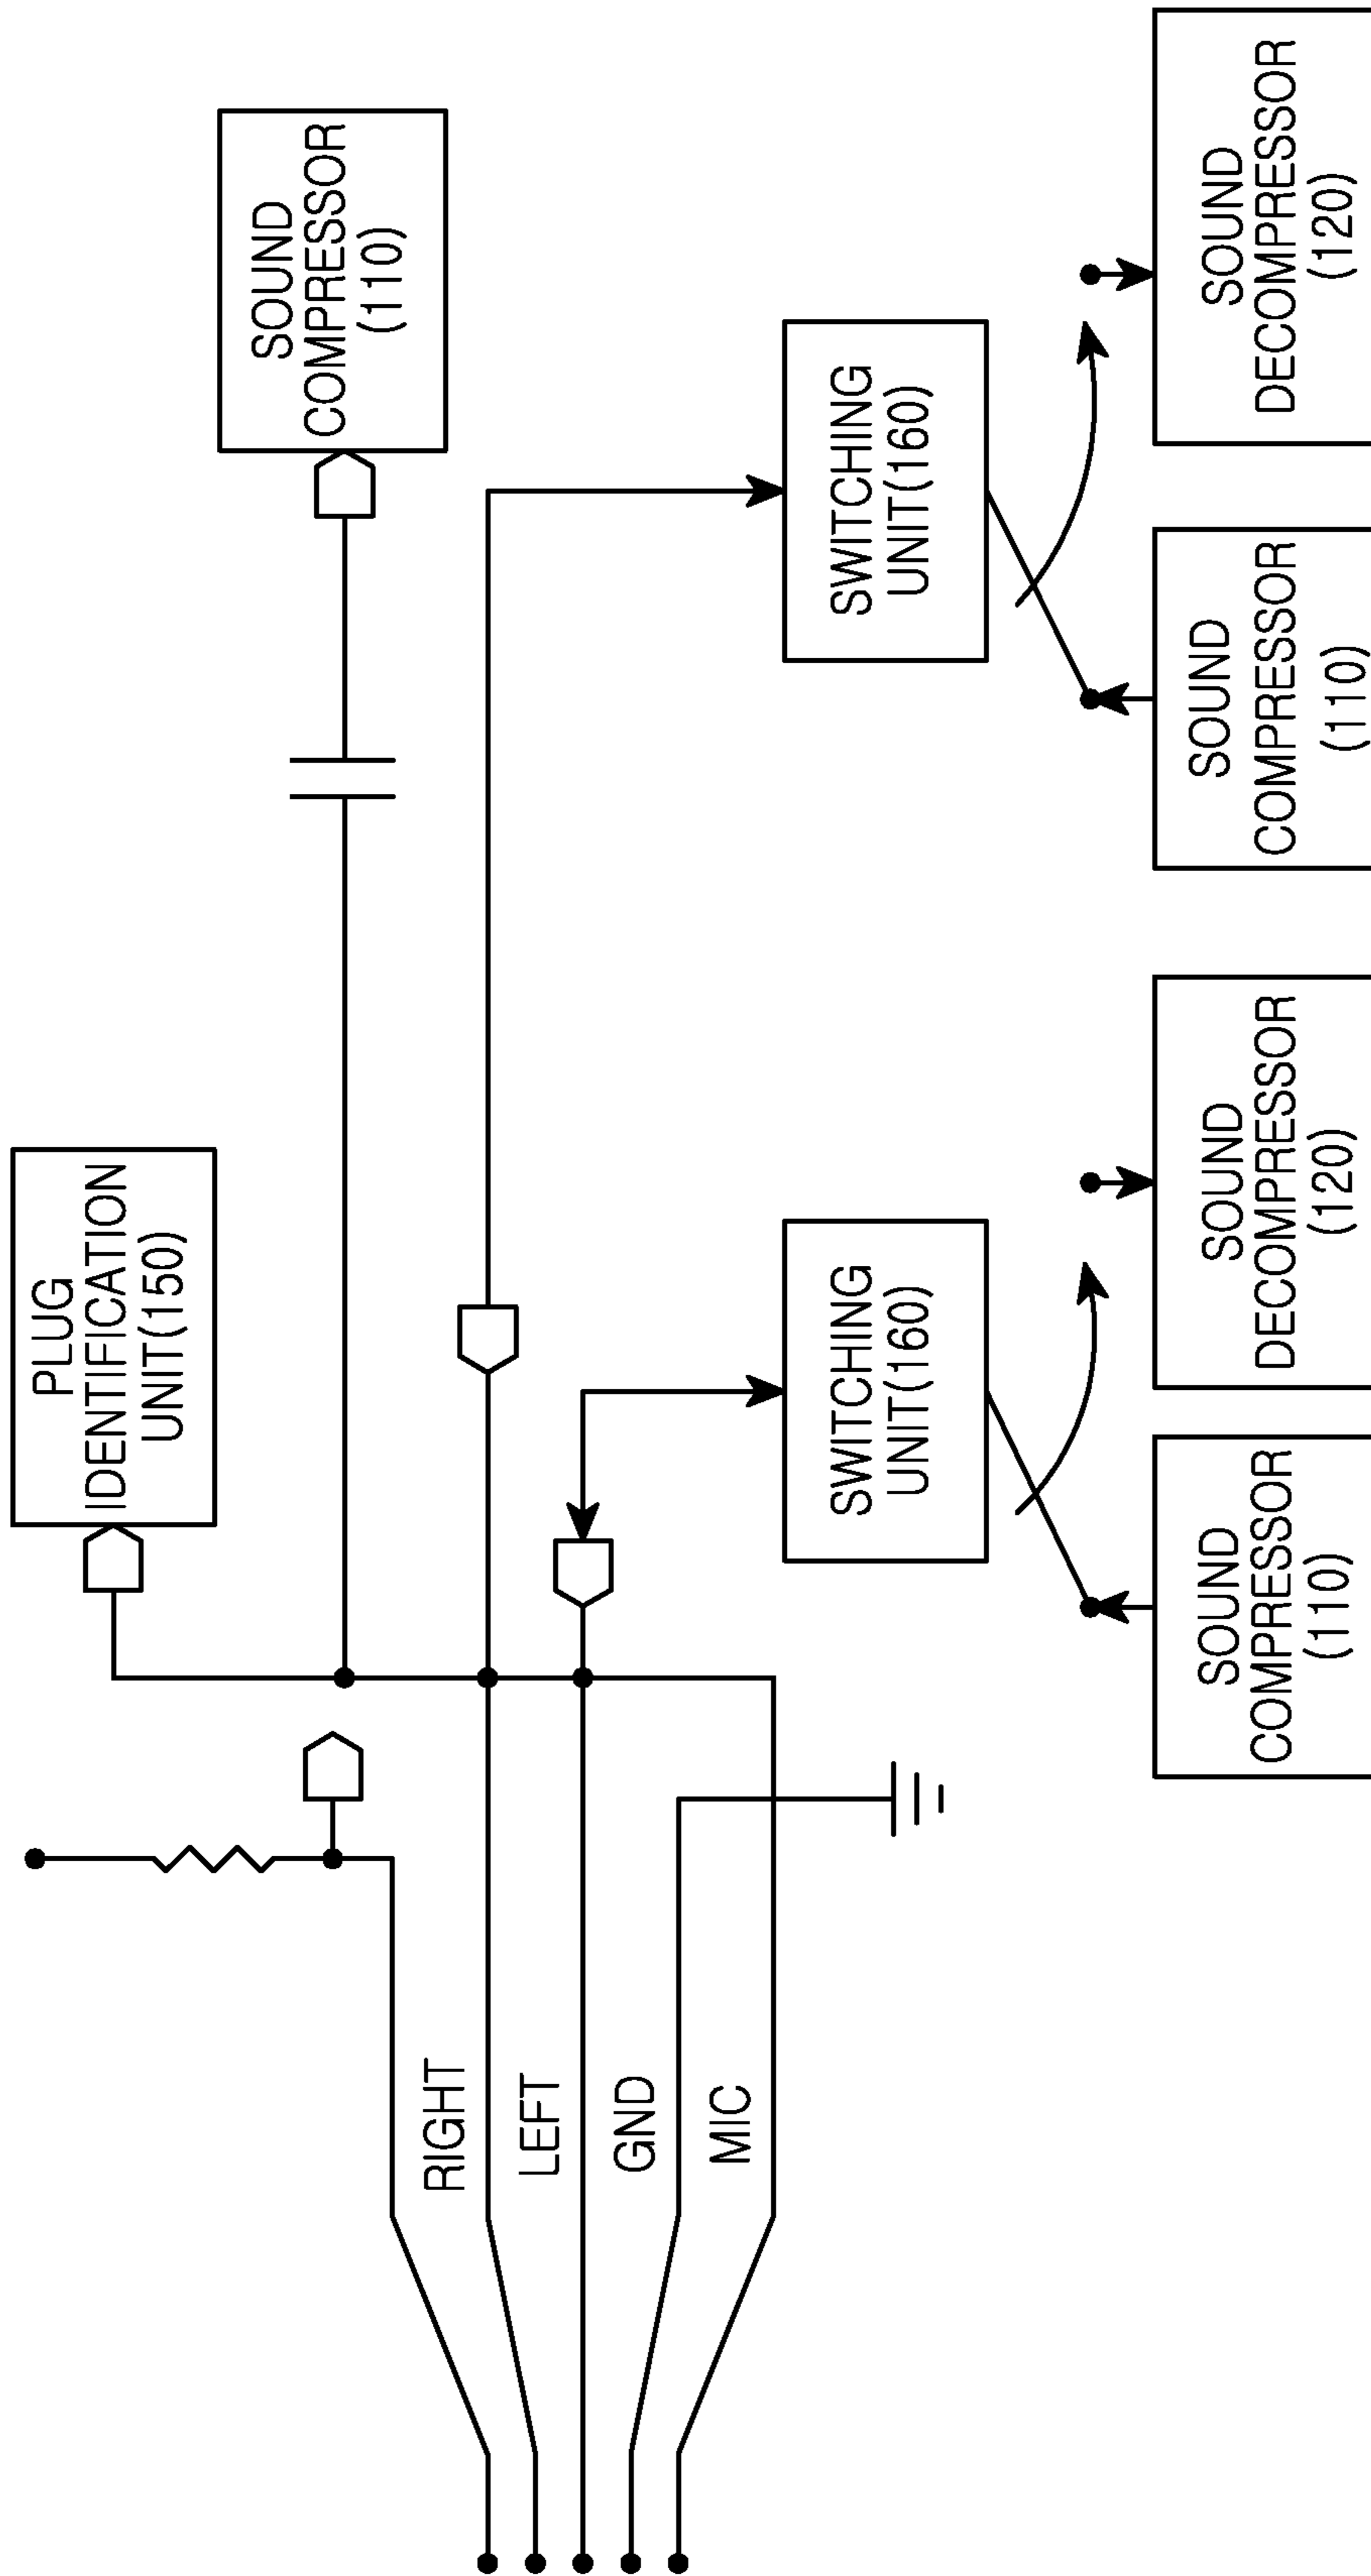 PLUG
IDENTIFICATION
UNIT(150)
SOUND
COMPRESSOR
(110)
RIGHT
LEFT
GND
MIC
SWITCHING
UNIT(160)
SWITCHING
UNIT(160)
SOUND
COMPRESSOR
(110)
SOUND
DECOMPRESSOR
(120)
SOUND
COMPRESSOR
(110)
SOUND
DECOMPRESSOR
(120)